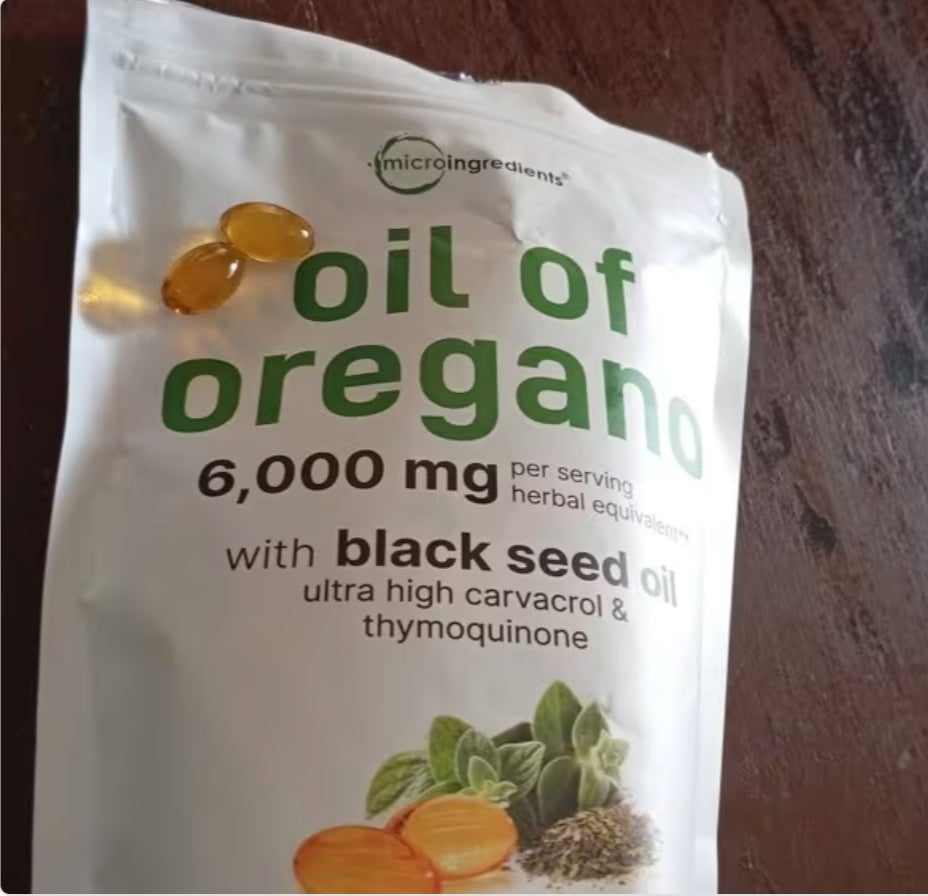 microingredients®
oil of
oregano
6,000 mg per serving
herbal equivalent**
with black seed oil
ultra high carvacrol &
thymoquinone